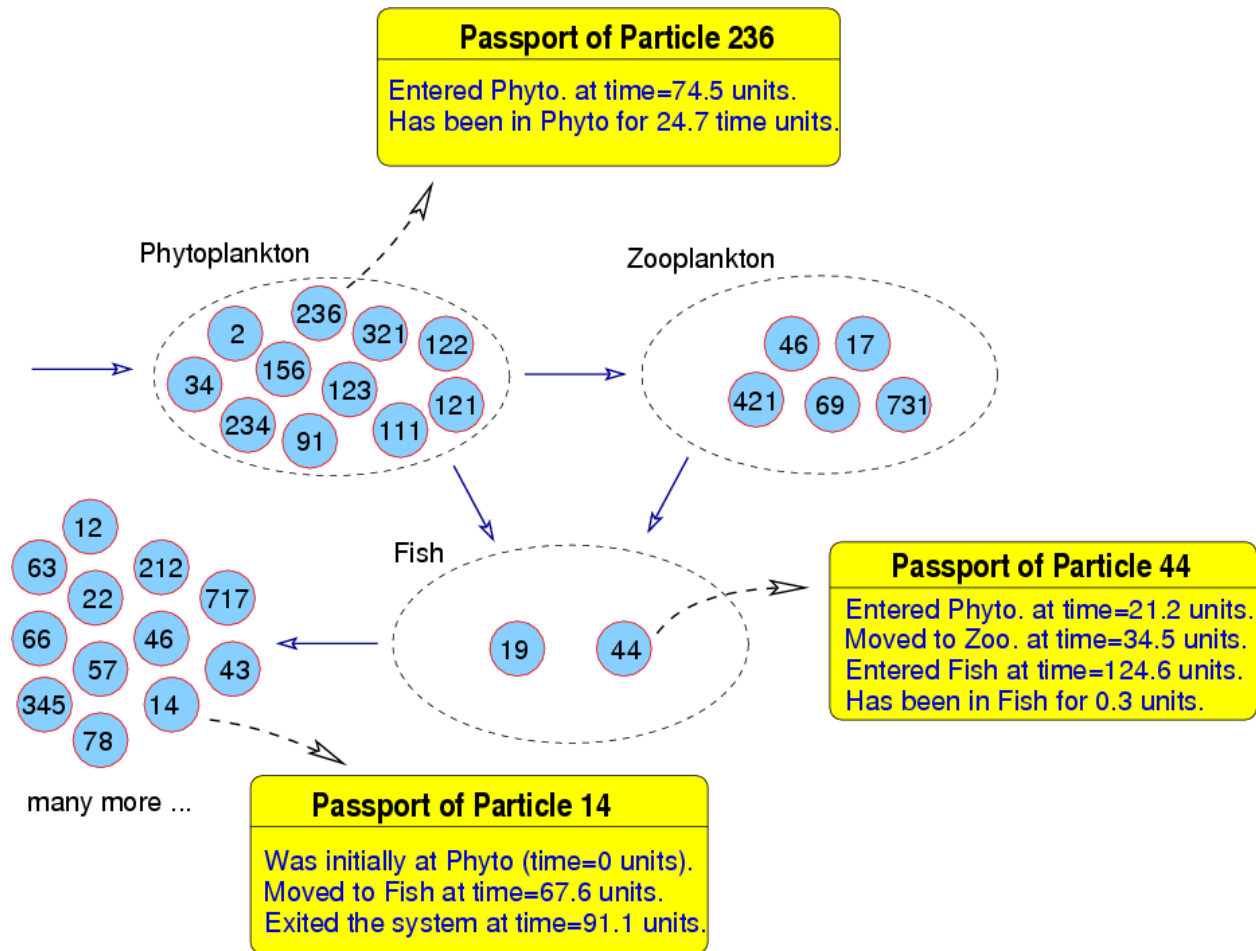 Passport of Particle 236
Entered Phyto. at time=74.5 units.
Has been in Phyto for 24.7 time units.
Phytoplankton
Zooplankton
236
2
321
122
46
17
156
34
123
421
69
731
121
234
111
91
12
Fish
63
212
Passport of Particle 44
22
717
Entered Phyto. at time=21.2 units.
Moved to Zoo. at time=34.5 units.
Entered Fish at time=124.6 units.
Has been in Fish for 0.3 units.
66
46
19
44
57
43
345
14
78
many more ...
Passport of Particle 14
Was initially at Phyto (time=0 units).
Moved to Fish at time=67.6 units.
Exited the system at time=91.1 units.